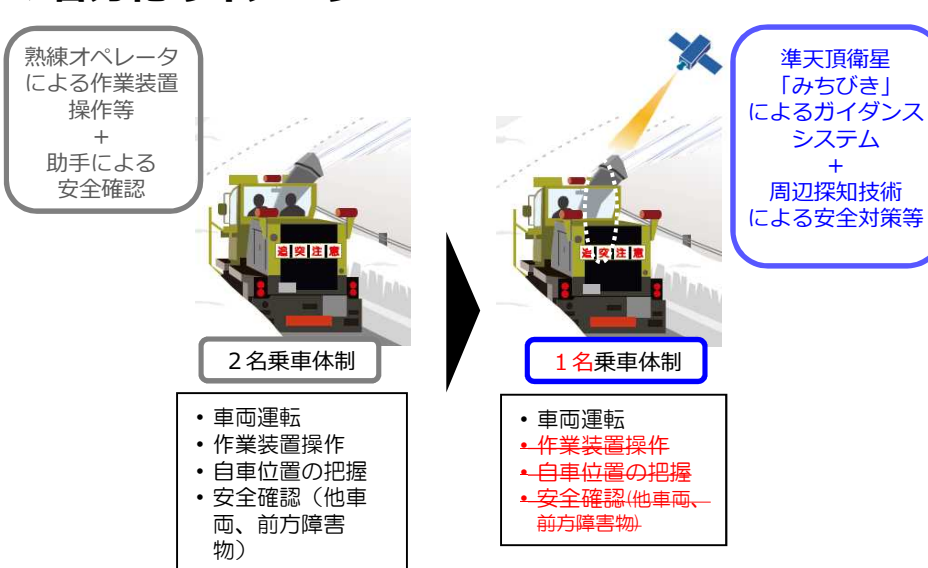 熟練オペレータ
による作業装置
操作等
+
助手による
安全確認
準天頂衛星
「みちびき」
によるガイダンス
システム
+
周辺探知技術
による安全対策等
追突注意
追突注意
２名乗車体制
１名乗車体制
• 車両運転
• 作業装置操作
• 自車位置の把握
• 安全確認（他車
両、前方障害
物）
• 車両運転
• 作業装置操作
• 自車位置の把握
• 安全確認(他車両、
前方障害物)